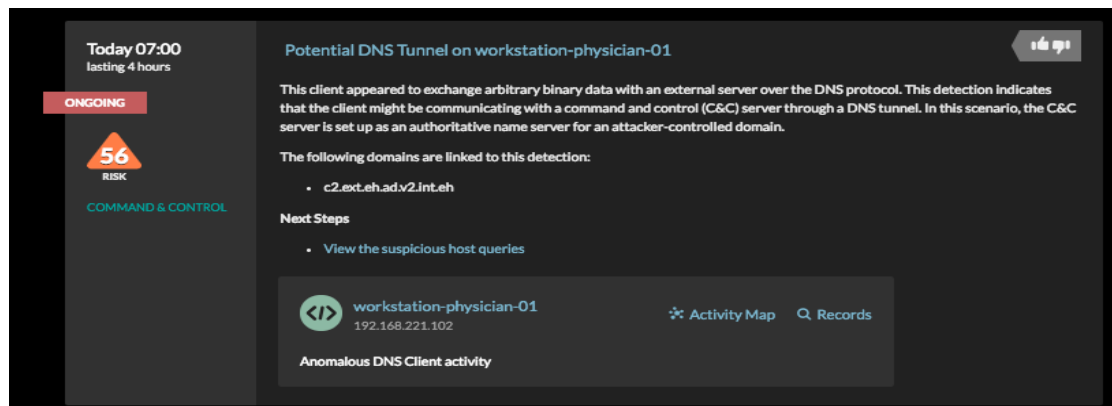 Today 07:00
lasting 4 hours
ONGOING
56
RISK
COMMAND & CONTROL
Potential DNS Tunnel on workstation-physician-01
This client appeared to exchange arbitrary binary data with an external server over the DNS protocol. This detection indicates
that the client might be communicating with a command and control (C&C) server through a DNS tunnel. In this scenario, the C&C
server is set up as an authoritative name server for an attacker-controlled domain.
The following domains are linked to this detection:
• c2.ext.eh.ad.v2.int.eh
Next Steps
• View the suspicious host queries
</> workstation-physician-01
192.168.221.102
Activity Map Records
Anomalous DNS Client activity